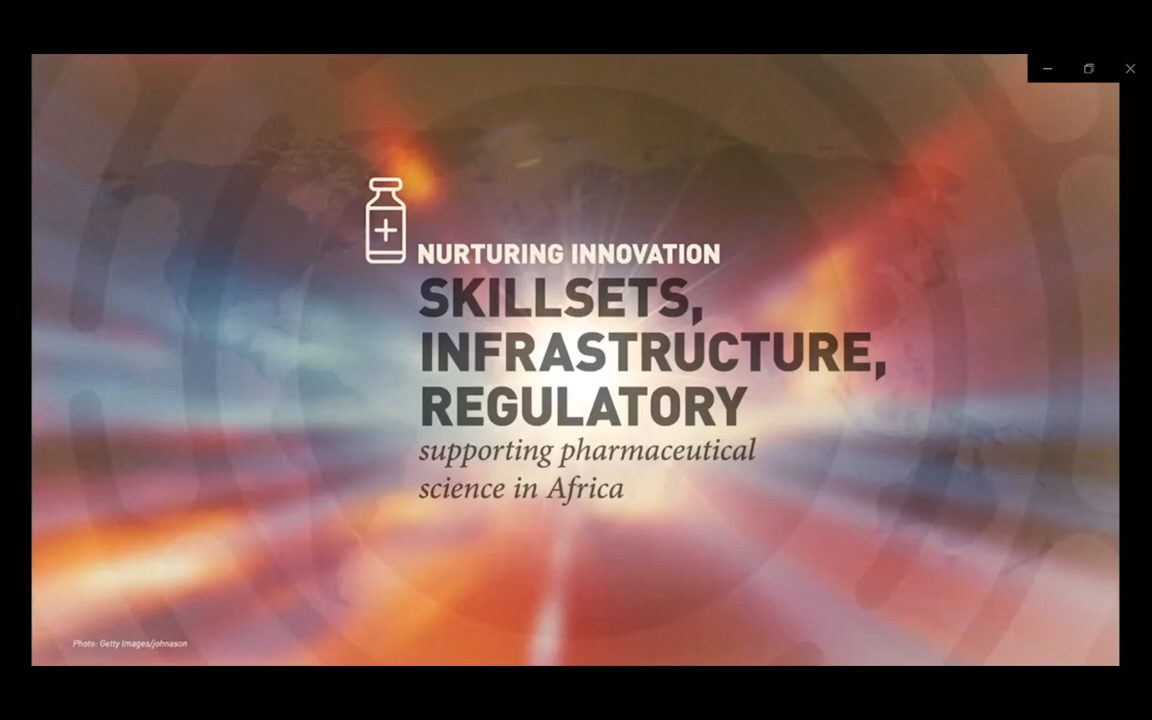 NURTURING INNOVATION
SKILLSETS,
INFRASTRUCTURE,
REGULATORY
supporting pharmaceutical
science in Africa
Photo: Getty Images/johnason